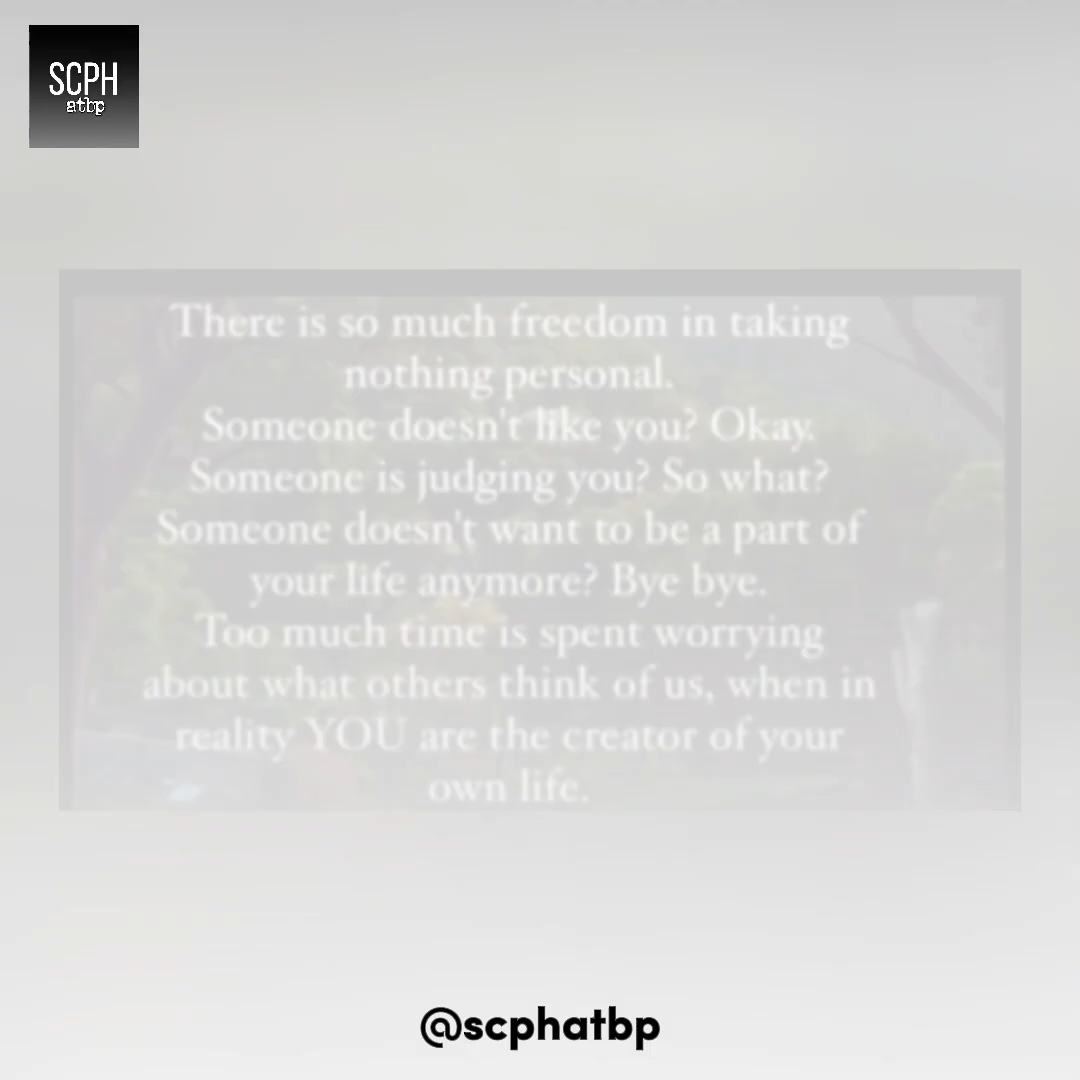 SCPH
atbp
There is so much freedom in taking
nothing personal.
Someone doesn't like you? Okay.
Someone is judging you? So what?
Someone doesn't want to be a part of
your life anymore? Bye bye.
Too much time is spent worrying
about what others think of us, when in
reality YOU are the creator of your
own life.
@scphatbp